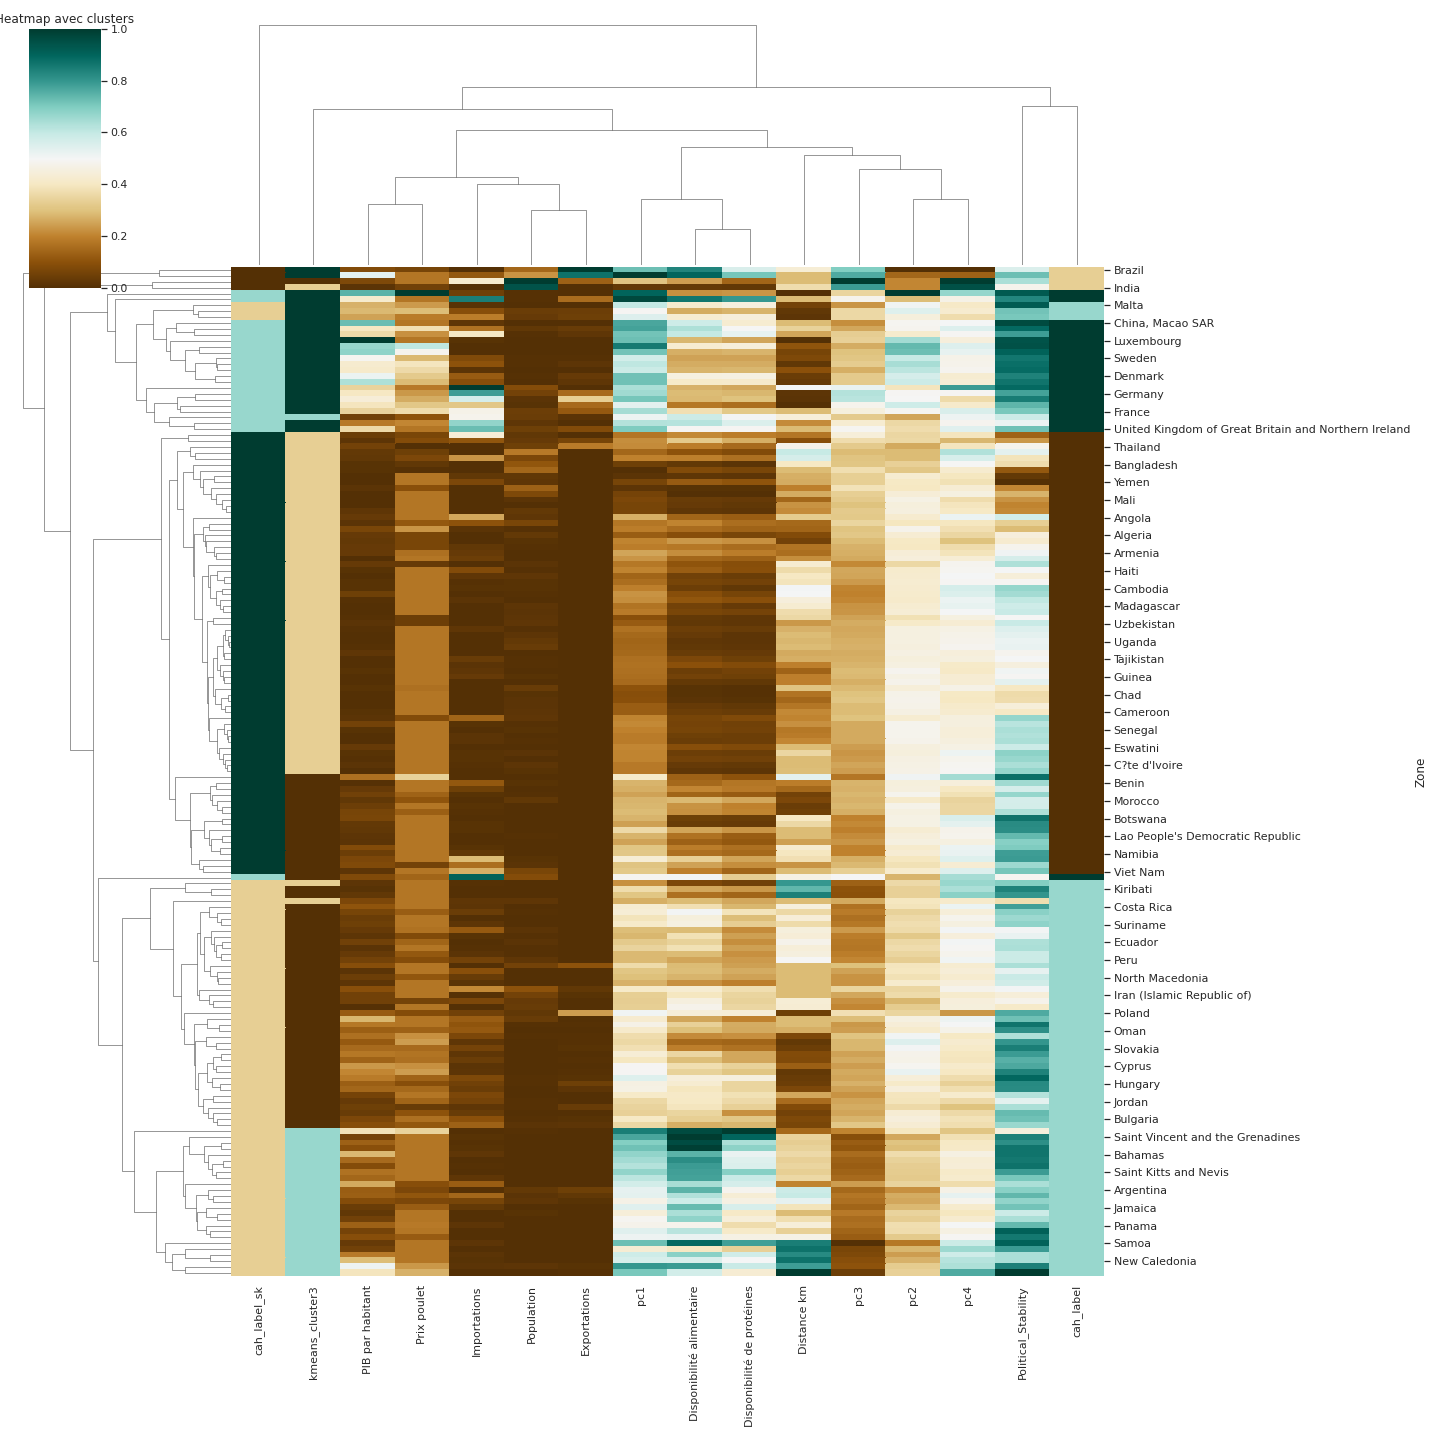 Heatmap avec clusters
1.0
0.8
0.6
0.4
0.2
0.0
Brazil
India
Malta
China, Macao SAR
Luxembourg
Sweden
Denmark
Germany
France
United Kingdom of Great Britain and Northern Ireland
Thailand
Bangladesh
Yemen
Mali
Angola
Algeria
Armenia
Haiti
Cambodia
Madagascar
Uzbekistan
Uganda
Tajikistan
Guinea
Chad
Cameroon
Senegal
Eswatini
C?te d'Ivoire
Benin
Morocco
Botswana
Lao People's Democratic Republic
Namibia
Viet Nam
Kiribati
Costa Rica
Suriname
Ecuador
Peru
North Macedonia
Iran (Islamic Republic of)
Poland
Oman
Slovakia
Cyprus
Hungary
Jordan
Bulgaria
Saint Vincent and the Grenadines
Bahamas
Saint Kitts and Nevis
Argentina
Jamaica
Panama
Samoa
New Caledonia
Zone
cah_label_sk
kmeans_cluster3
PIB par habitant
Prix poulet
Importations
Population
Exportations
pc1
Disponibilité alimentaire
Disponibilité de protéines
Distance km
pc3
pc2
pc4
Political_Stability
cah_label